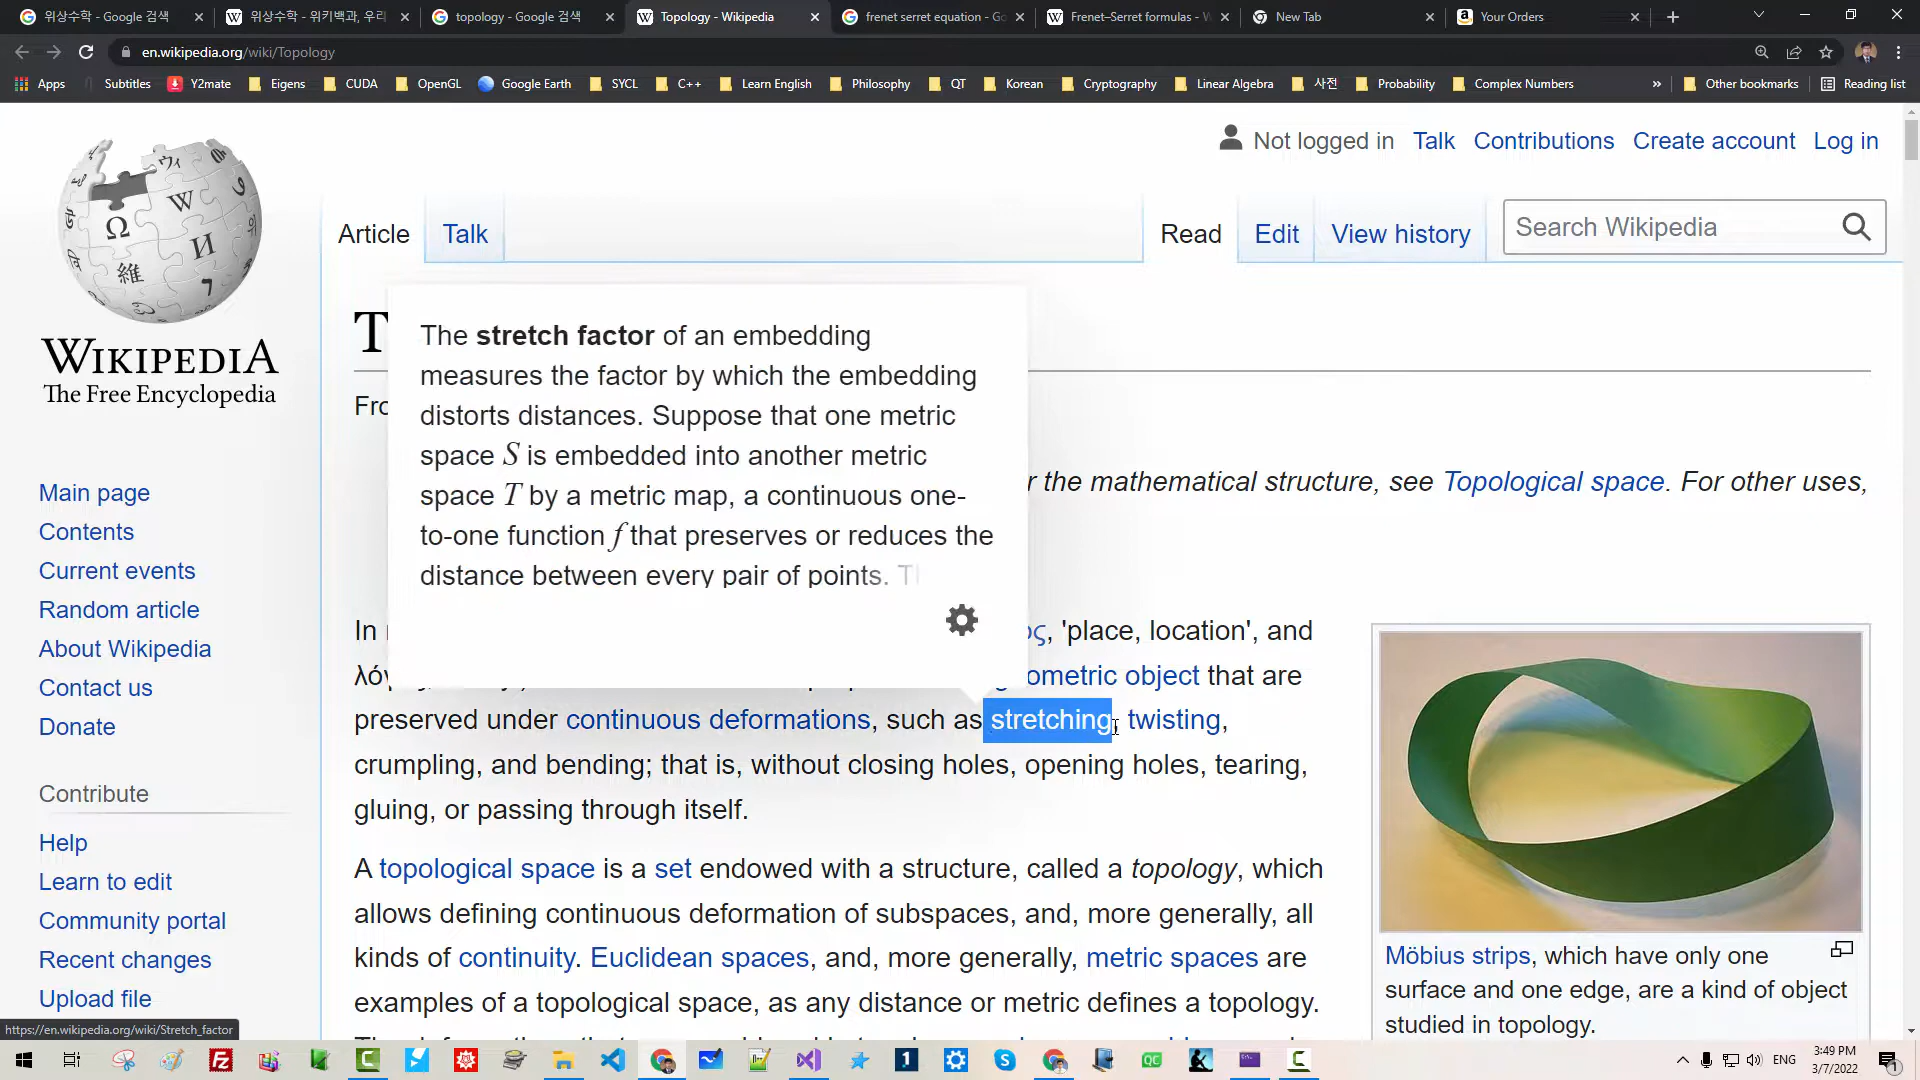 위상수학 - Google 검색
위상수학 - 위키백과, 우리
topology - Google 검색
Topology - Wikipedia
frenet serret equation - Go
Frenet–Serret formulas - W
New Tab
Your Orders
en.wikipedia.org/wiki/Topology
Apps
Subtitles
Y2mate
Eigens
CUDA
OpenGL
Google Earth
SYCL
C++
Learn English
Philosophy
QT
Korean
Cryptography
Linear Algebra
사전
Probability
Complex Numbers
»
Other bookmarks
Reading list
Not logged in Talk Contributions Create account Log in
Article Talk Read Edit View history Search Wikipedia
WIKIPEDIA
The Free Encyclopedia
Main page
Contents
Current events
Random article
About Wikipedia
Contact us
Donate
Contribute
Help
Learn to edit
Community portal
Recent changes
Upload file
The stretch factor of an embedding
measures the factor by which the embedding
distorts distances. Suppose that one metric
space S is embedded into another metric
space T by a metric map, a continuous one-
to-one function f that preserves or reduces the
distance between every pair of points.
the mathematical structure, see Topological space. For other uses,
In 'place, location', and
geometric object that are
preserved under continuous deformations, such as stretching, twisting,
crumpling, and bending; that is, without closing holes, opening holes, tearing,
gluing, or passing through itself.
A topological space is a set endowed with a structure, called a topology, which
allows defining continuous deformation of subspaces, and, more generally, all
kinds of continuity. Euclidean spaces, and, more generally, metric spaces are
examples of a topological space, as any distance or metric defines a topology.
Möbius strips, which have only one
surface and one edge, are a kind of object
studied in topology.
https://en.wikipedia.org/wiki/Stretch_factor
ENG
3:49 PM
3/7/2022